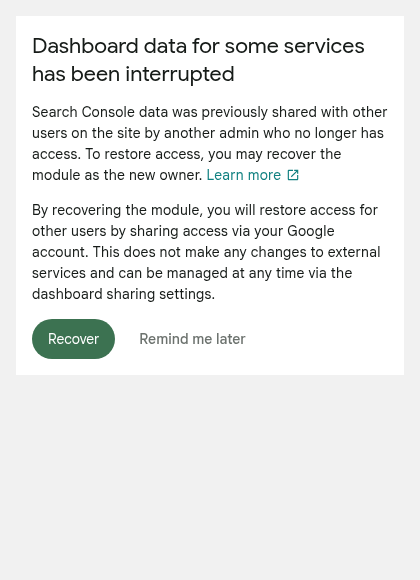 Dashboard data for some services
has been interrupted
Search Console data was previously shared with other
users on the site by another admin who no longer has
access. To restore access, you may recover the
module as the new owner. Learn more
By recovering the module, you will restore access for
other users by sharing access via your Google
account. This does not make any changes to external
services and can be managed at any time via the
dashboard sharing settings.
Recover Remind me later